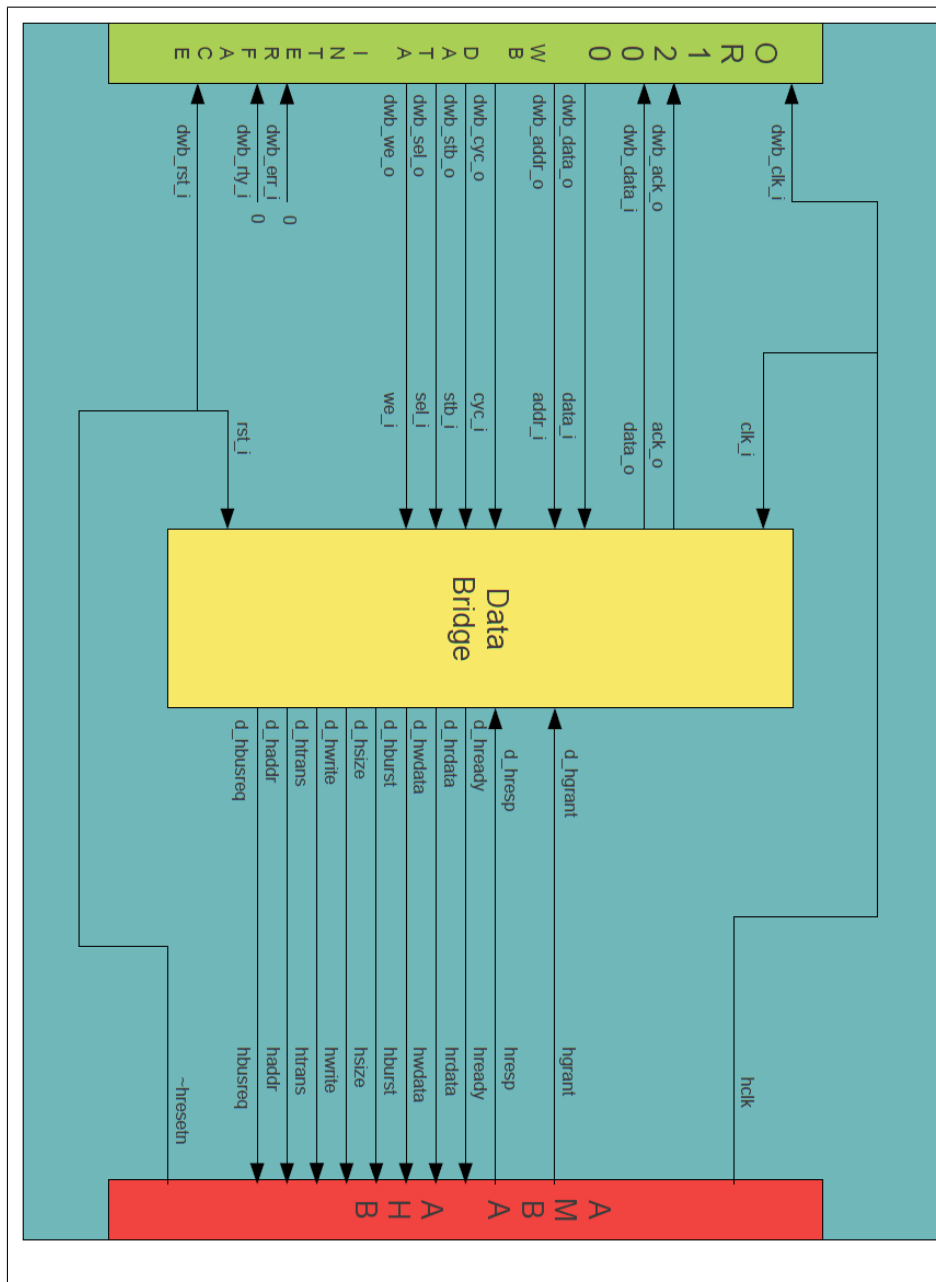 OR1200 WB DATA INTERFACE
dwb_clk_i
dwb_ack_o
dwb_data_i
dwb_data_o
dwb_addr_o
dwb_cyc_o
dwb_stb_o
dwb_sel_o
dwb_we_o
0
dwb_err_i
0
dwb_rty_i
dwb_rst_i
clk_i
ack_o
data_o
data_i
addr_i
cyc_i
stb_i
sel_i
we_i
rst_i
Data
Bridge
d_hgrant
d_hresp
d_hready
d_hrdata
d_hwdata
d_hburst
d_hsize
d_hwrite
d_htrans
d_haddr
d_hbusreq
hclk
hgrant
hresp
hready
hrdata
hwdata
hburst
hsize
hwrite
htrans
haddr
hbusreq
~hresetn
AMBA AHB